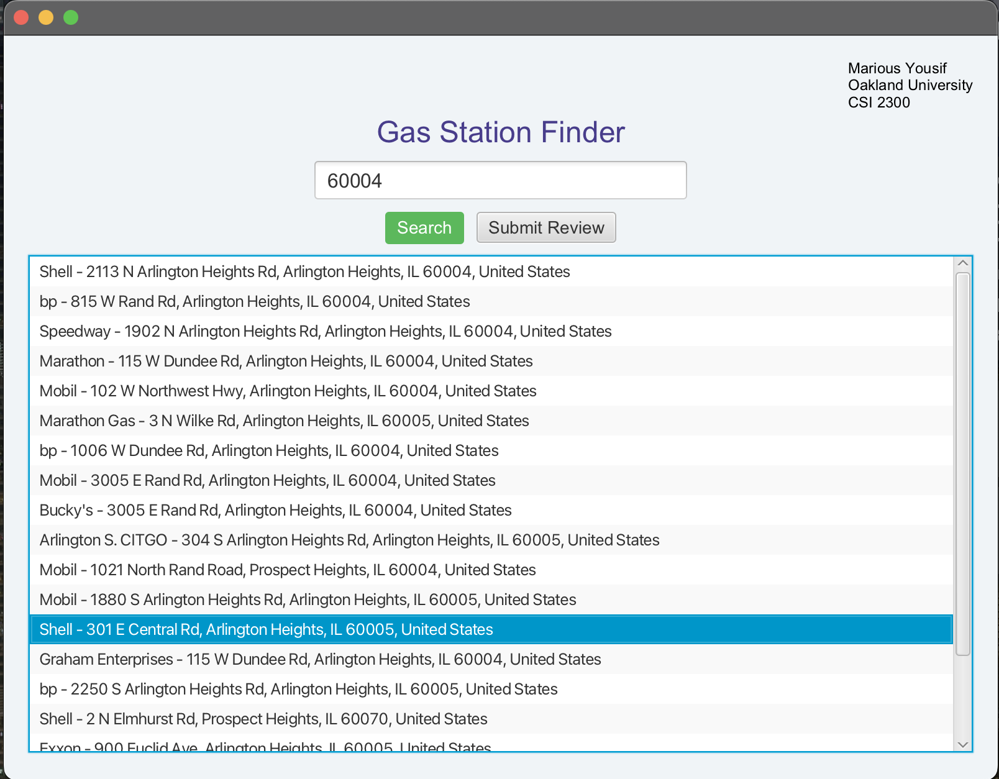 Marious Yousif
Oakland University
CSI 2300
Gas Station Finder
60004
Search
Submit Review
Shell - 2113 N Arlington Heights Rd, Arlington Heights, IL 60004, United States
bp - 815 W Rand Rd, Arlington Heights, IL 60004, United States
Speedway - 1902 N Arlington Heights Rd, Arlington Heights, IL 60004, United States
Marathon - 115 W Dundee Rd, Arlington Heights, IL 60004, United States
Mobil - 102 W Northwest Hwy, Arlington Heights, IL 60004, United States
Marathon Gas - 3 N Wilke Rd, Arlington Heights, IL 60005, United States
bp - 1006 W Dundee Rd, Arlington Heights, IL 60004, United States
Mobil - 3005 E Rand Rd, Arlington Heights, IL 60004, United States
Bucky's - 3005 E Rand Rd, Arlington Heights, IL 60004, United States
Arlington S. CITGO - 304 S Arlington Heights Rd, Arlington Heights, IL 60005, United States
Mobil - 1021 North Rand Road, Prospect Heights, IL 60004, United States
Mobil - 1880 S Arlington Heights Rd, Arlington Heights, IL 60005, United States
Shell - 301 E Central Rd, Arlington Heights, IL 60005, United States
Graham Enterprises - 115 W Dundee Rd, Arlington Heights, IL 60004, United States
bp - 2250 S Arlington Heights Rd, Arlington Heights, IL 60005, United States
Shell - 2 N Elmhurst Rd, Prospect Heights, IL 60070, United States
Exxon - 900 Euclid Ave, Arlington Heights, IL 60005, United States